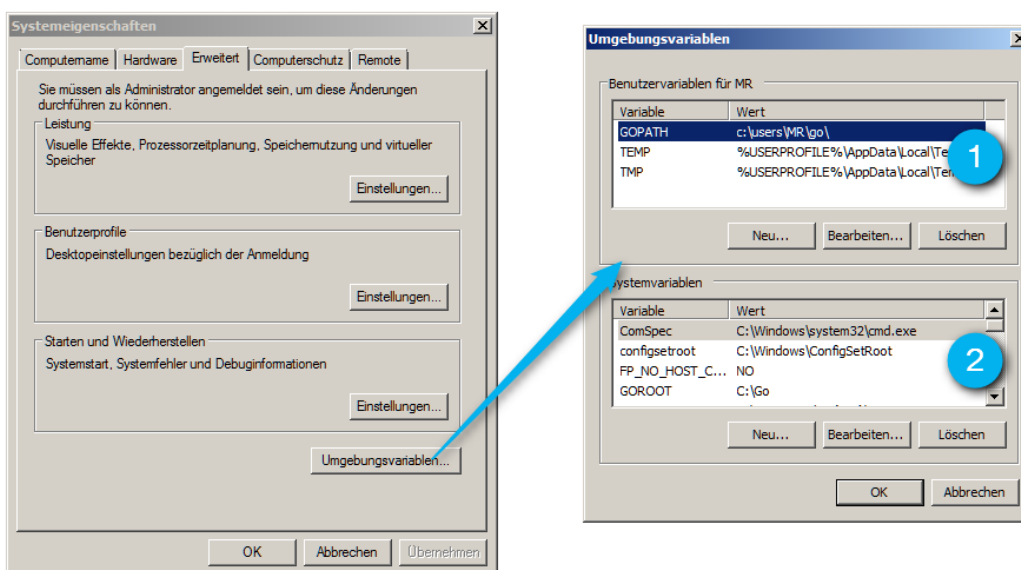 Systemeigenschaften
Computername Hardware Erweitert Computerschutz Remote
Sie müssen als Administrator angemeldet sein, um diese Änderungen
durchführen zu können.
Leistung
Visuelle Effekte, Prozessorzeitplanung, Speichernutzung und virtueller
Speicher
Einstellungen...
Benutzerprofile
Desktopeinstellungen bezüglich der Anmeldung
Einstellungen...
Starten und Wiederherstellen
Systemstart, Systemfehler und Debuginformationen
Einstellungen...
Umgebungsvariablen...
OK Abbrechen Übernehmen
Umgebungsvariablen
Benutzervariablen für MR
Variable Wert
GOPATH c:\users\MR\go\
TEMP %USERPROFILE%\AppData\Local\Te
TMP %USERPROFILE%\AppData\Local\Tem
1
Neu... Bearbeiten... Löschen
Systemvariablen
Variable Wert
ComSpec C:\Windows\system32\cmd.exe
configsetroot C:\Windows\ConfigSetRoot
FP_NO_HOST_C... NO
GOROOT C:\Go
2
Neu... Bearbeiten... Löschen
OK Abbrechen